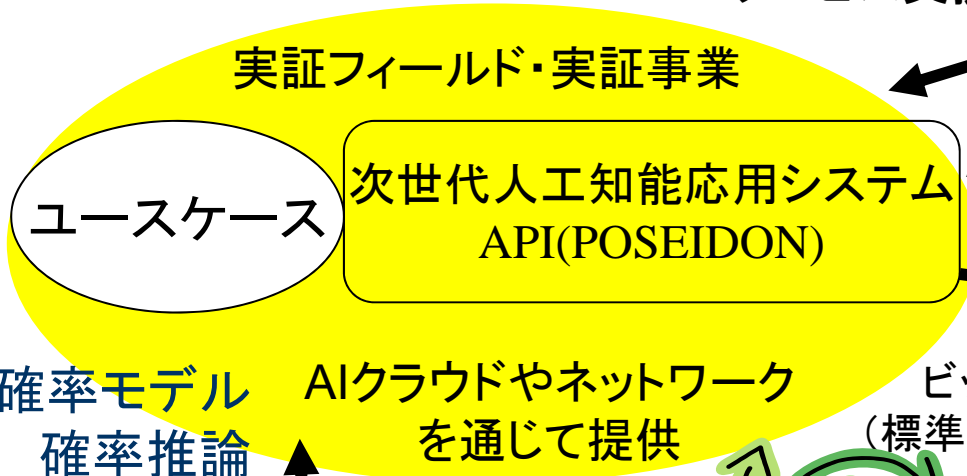 実証フィールド・実証事業
ユースケース
次世代人工知能応用システム
API(POSEIDON)
確率モデル
確率推論
AIクラウドやネットワーク
を通じて提供
ビッ
（標準